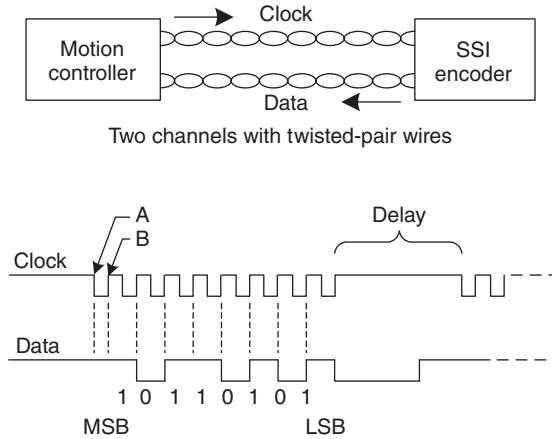 Clock
Motion
controller
SSI
encoder
Data
Two channels with twisted-pair wires
A
B
Delay
Clock
Data
1 0 1 1 0 1 0 1
MSB LSB